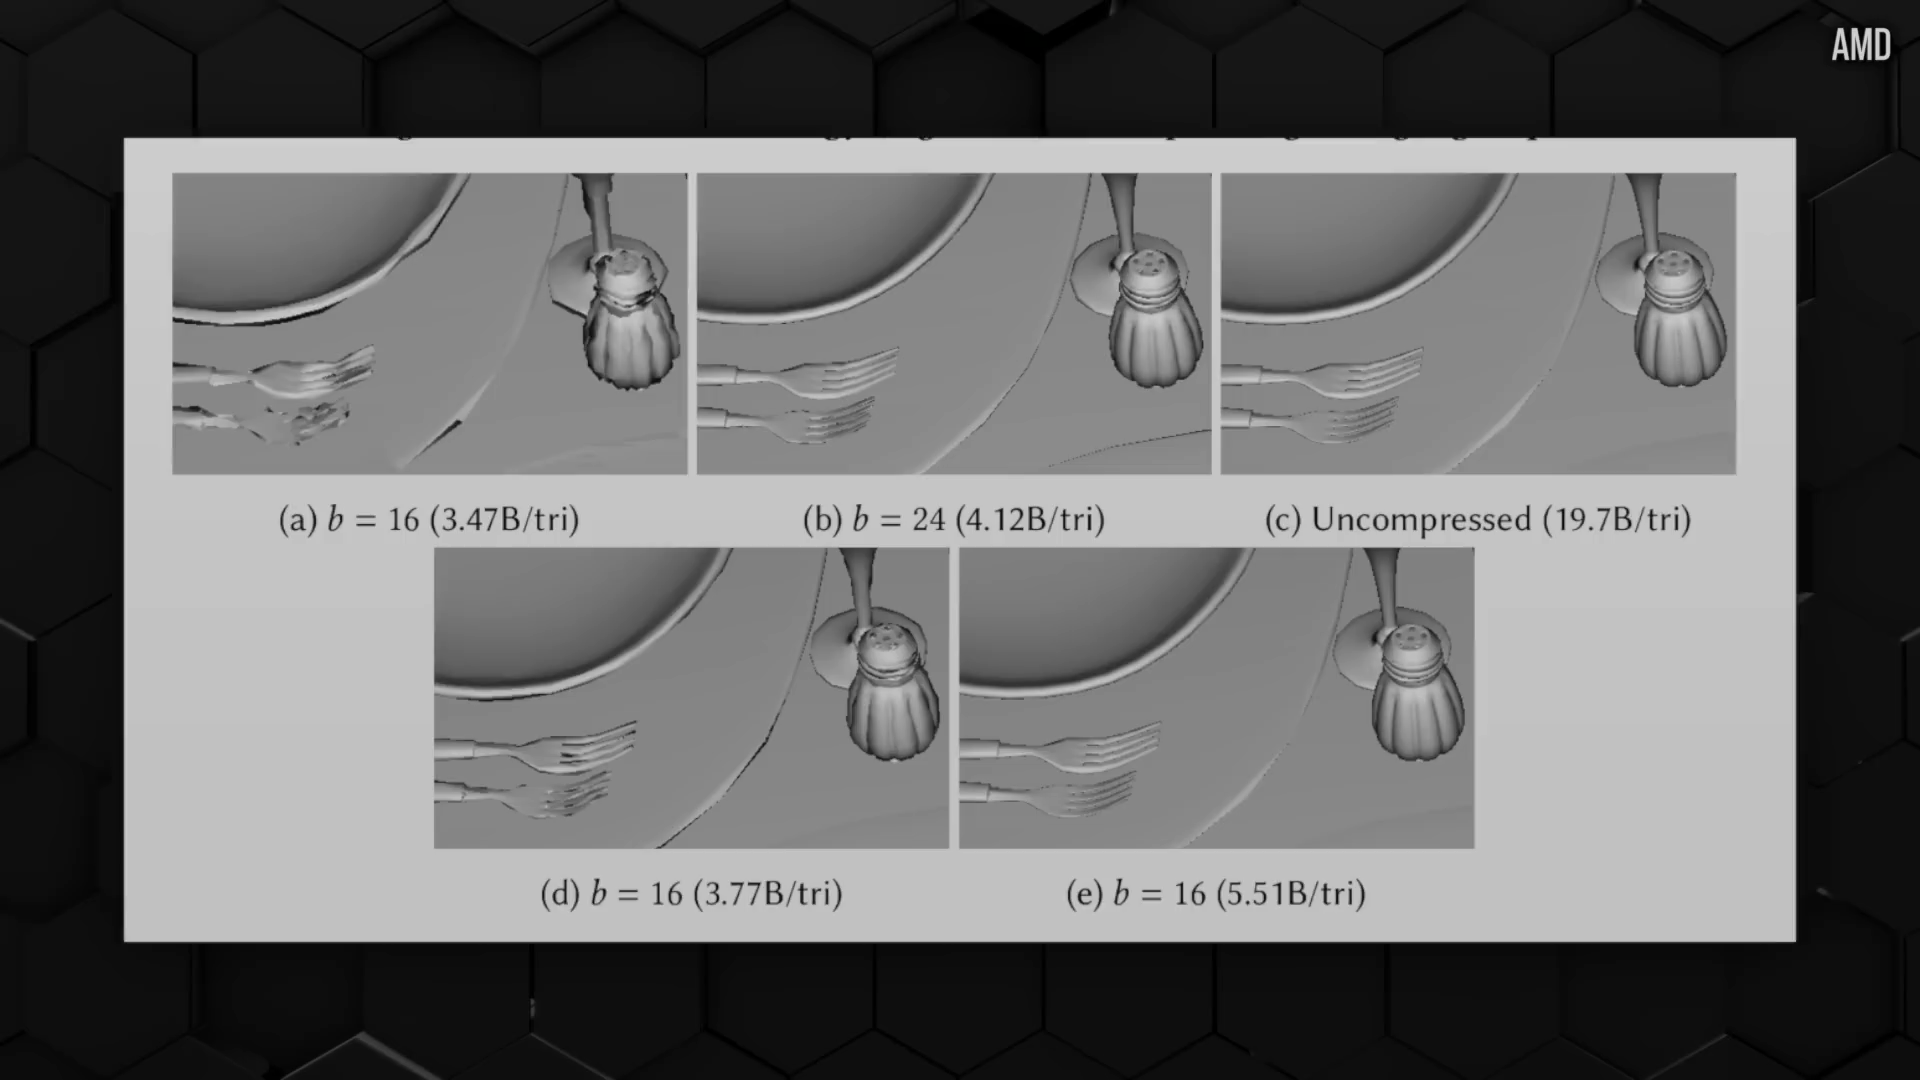 AMD
(a) b = 16 (3.47B/tri)
(b) b = 24 (4.12B/tri)
(c) Uncompressed (19.7B/tri)
(d) b = 16 (3.77B/tri)
(e) b = 16 (5.51B/tri)